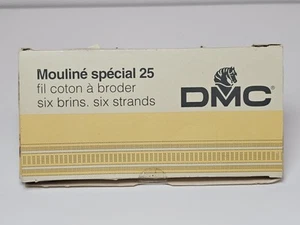 Mouliné spécial 25
fil coton à broder
six brins. six strands
DMC